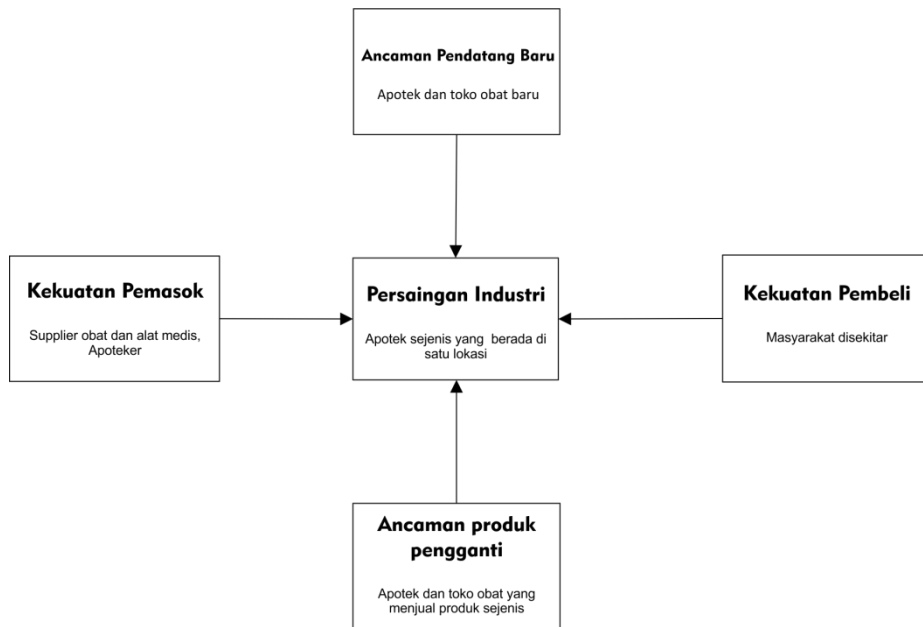 Ancaman Pendatang Baru
Apotek dan toko obat baru
Kekuatan Pemasok
Supplier obat dan alat medis,
Apoteker
Persaingan Industri
Apotek sejenis yang berada di
satu lokasi
Kekuatan Pembeli
Masyarakat disekitar
Ancaman produk
pengganti
Apotek dan toko obat yang
menjual produk sejenis